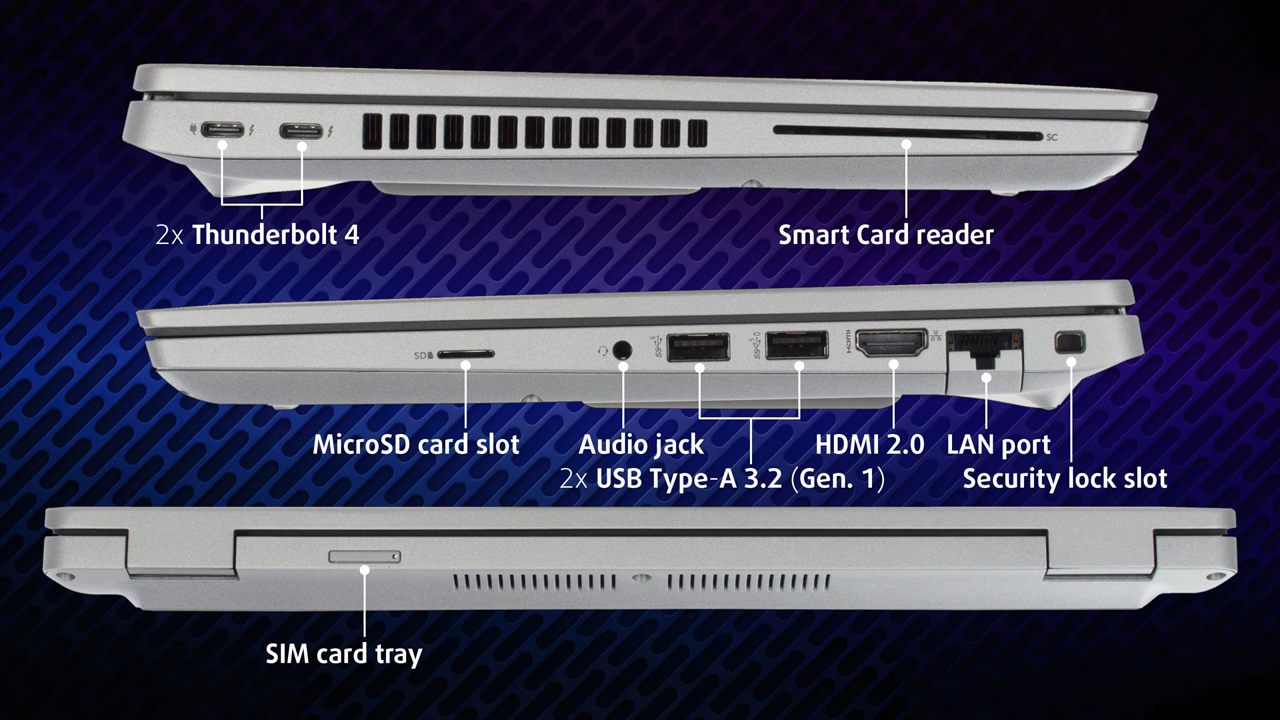 SC
2x Thunderbolt 4
Smart Card reader
SD
HDMI
MicroSD card slot
Audio jack
HDMI 2.0
LAN port
2x USB Type-A 3.2 (Gen. 1)
Security lock slot
SIM card tray